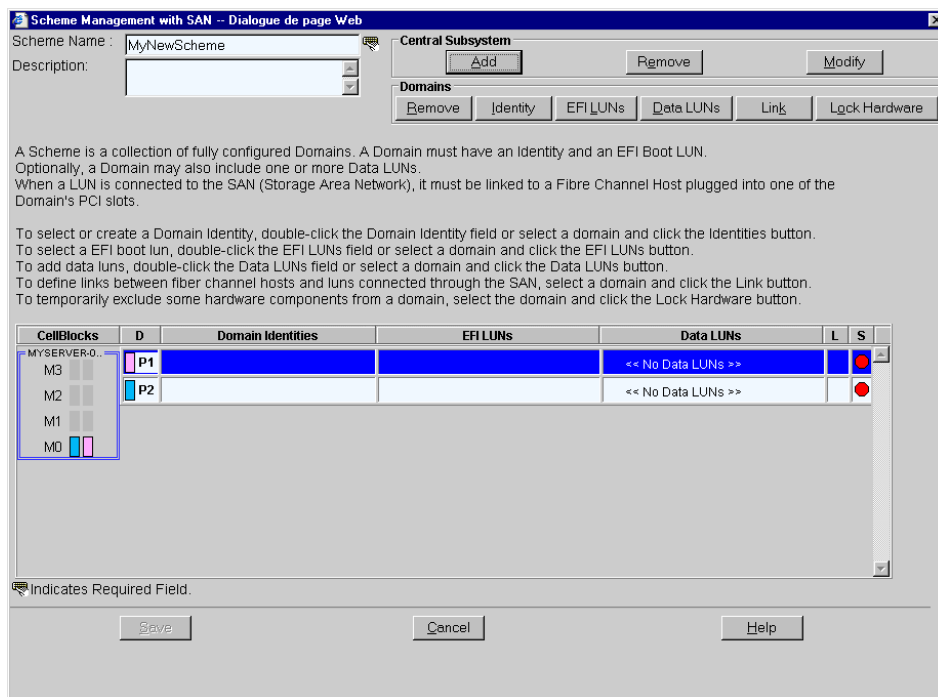 Scheme Management with SAN -- Dialogue de page Web
Scheme Name :
MyNewScheme
Description:
Central Subsystem
Add
Remove
Modify
Domains
Remove
Identity
EFI LUNs
Data LUNs
Link
Lock Hardware
A Scheme is a collection of fully configured Domains. A Domain must have an Identity and an EFI Boot LUN.
Optionally, a Domain may also include one or more Data LUNs.
When a LUN is connected to the SAN (Storage Area Network), it must be linked to a Fibre Channel Host plugged into one of the
Domain's PCI slots.
To select or create a Domain Identity, double-click the Domain Identity field or select a domain and click the Identities button.
To select a EFI boot lun, double-click the EFI LUNs field or select a domain and click the EFI LUNs button.
To add data luns, double-click the Data LUNs field or select a domain and click the Data LUNs button.
To define links between fiber channel hosts and luns connected through the SAN, select a domain and click the Link button.
To temporarily exclude some hardware components from a domain, select the domain and click the Lock Hardware button.
CellBlocks D Domain Identities EFI LUNs Data LUNs L S
MYSERVER-0..
M3
M2
M1
M0
P1 << No Data LUNs >>
P2 << No Data LUNs >>
Indicates Required Field.
Save
Cancel
Help